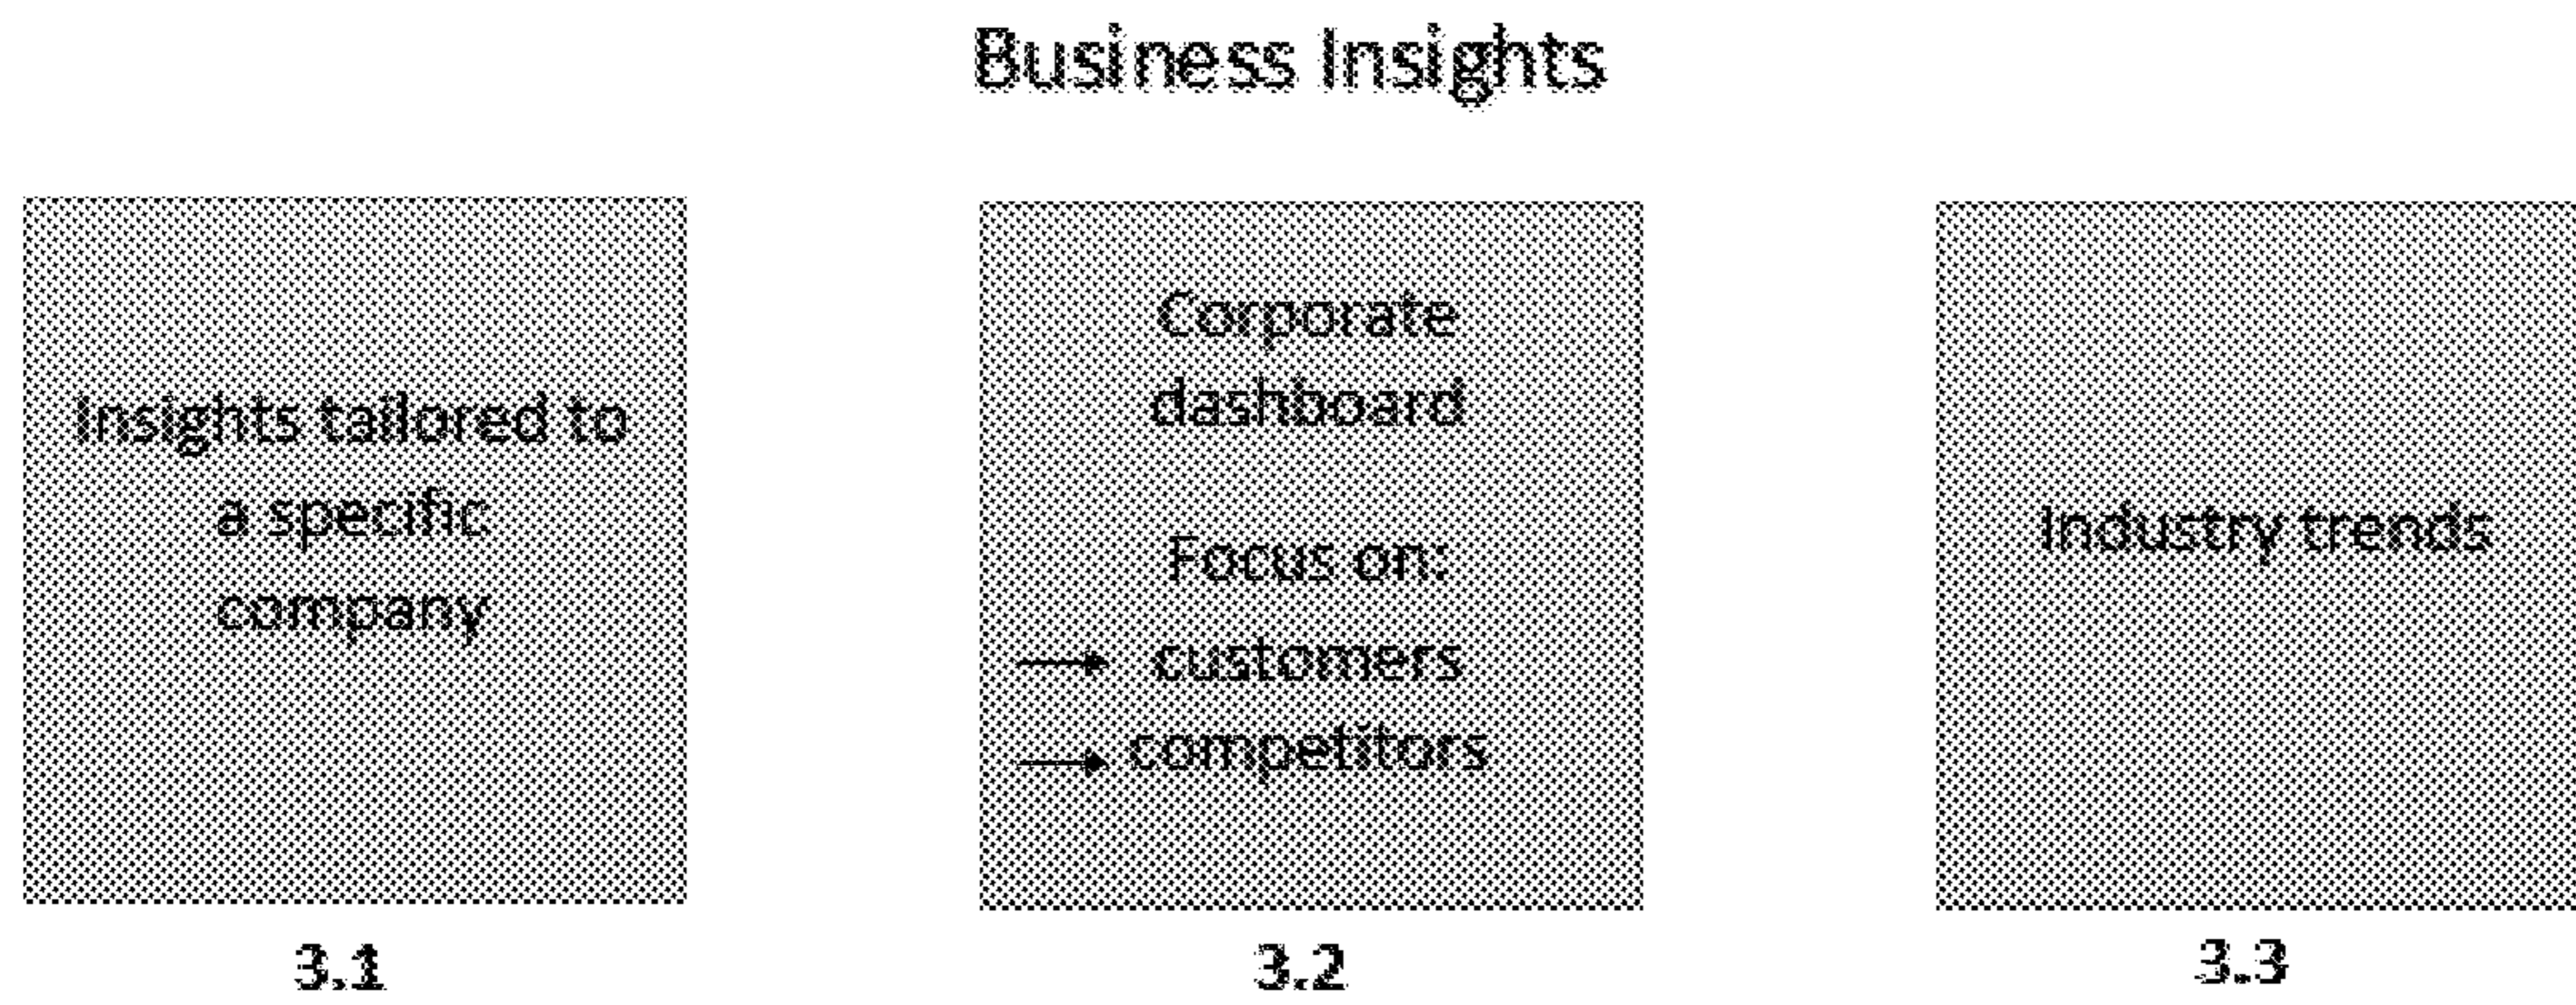 Business Insights
Insights tailored to
a specific
company
3.1
Corporate
dashboard
Focus on:
→ customers
→ competitors
3.2
Industry trends
3.3